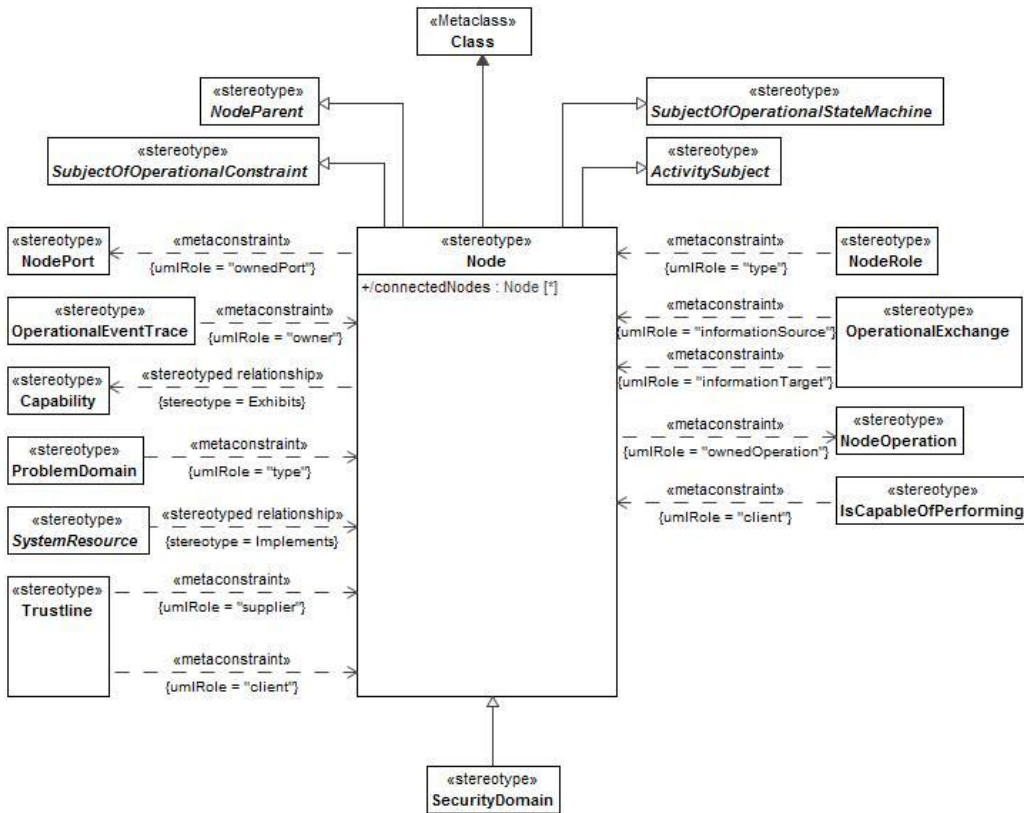 «Metaclass»
Class
«stereotype»
NodeParent
«stereotype»
SubjectOfOperationalStateMachine
«stereotype»
SubjectOfOperationalConstraint
«stereotype»
ActivitySubject
«stereotype»
NodePort
«metaconstraint»
{umlRole = "ownedPort"}
«stereotype»
Node
+/connectedNodes : Node [*]
«metaconstraint»
{umlRole = "type"}
«stereotype»
NodeRole
«stereotype»
OperationalEventTrace
«metaconstraint»
{umlRole = "owner"}
«metaconstraint»
{umlRole = "informationSource"}
«metaconstraint»
{umlRole = "informationTarget"}
«stereotype»
OperationalExchange
«stereotype»
Capability
«stereotyped relationship»
{stereotype = Exhibits}
«metaconstraint»
{umlRole = "ownedOperation"}
«stereotype»
NodeOperation
«stereotype»
ProblemDomain
«metaconstraint»
{umlRole = "type"}
«metaconstraint»
{umlRole = "client"}
«stereotype»
IsCapableOfPerforming
«stereotype»
SystemResource
«stereotyped relationship»
{stereotype = Implements}
«stereotype»
Trustline
«metaconstraint»
{umlRole = "supplier"}
«metaconstraint»
{umlRole = "client"}
«stereotype»
SecurityDomain